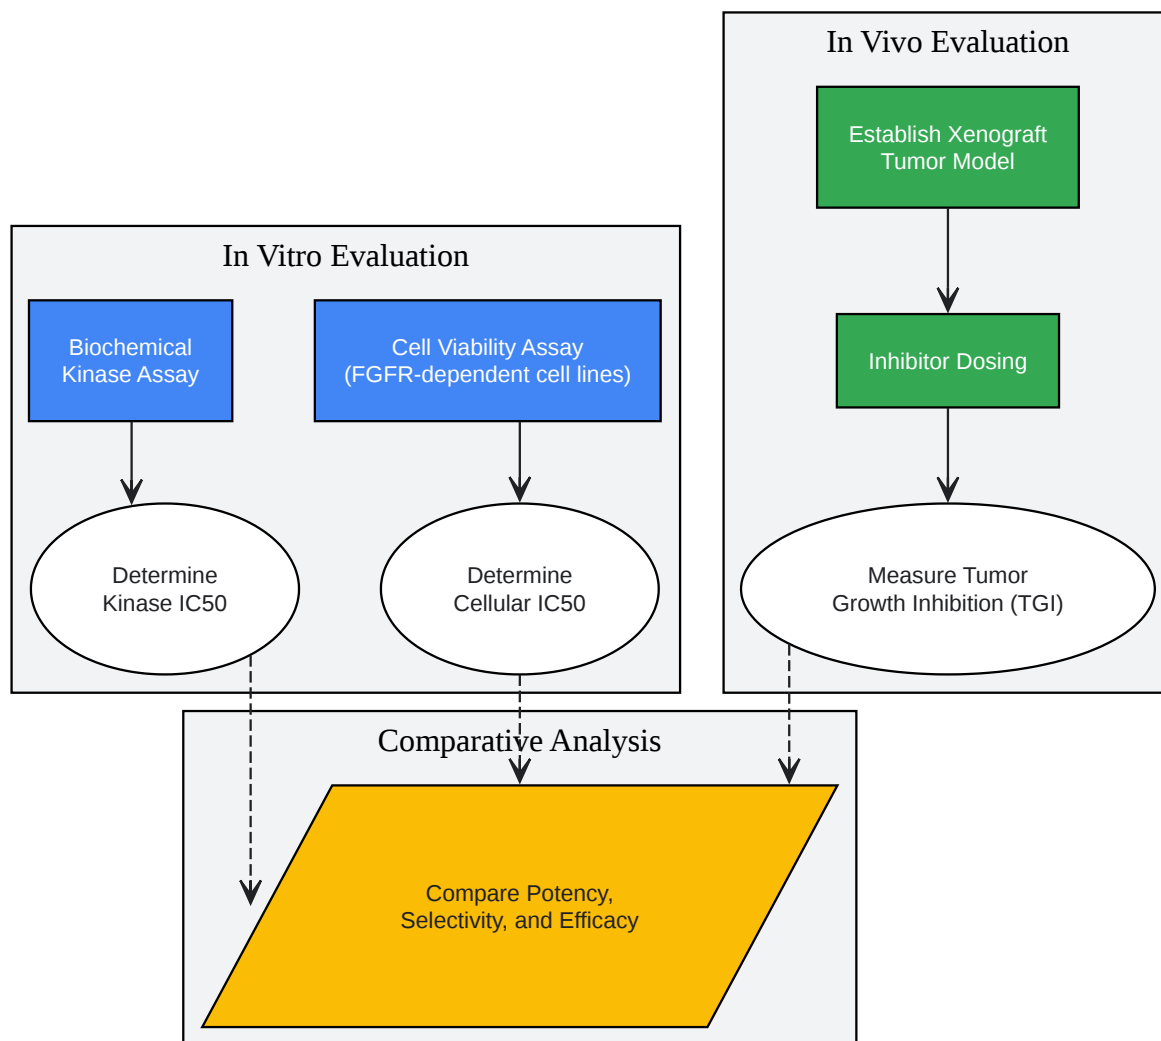 In Vivo Evaluation
Establish Xenograft
Tumor Model
In Vitro Evaluation
Biochemical
Kinase Assay
Cell Viability Assay
(FGFR-dependent cell lines)
Inhibitor Dosing
Determine
Kinase IC50
Determine
Cellular IC50
Measure Tumor
Growth Inhibition (TGI)
Comparative Analysis
Compare Potency,
Selectivity, and Efficacy